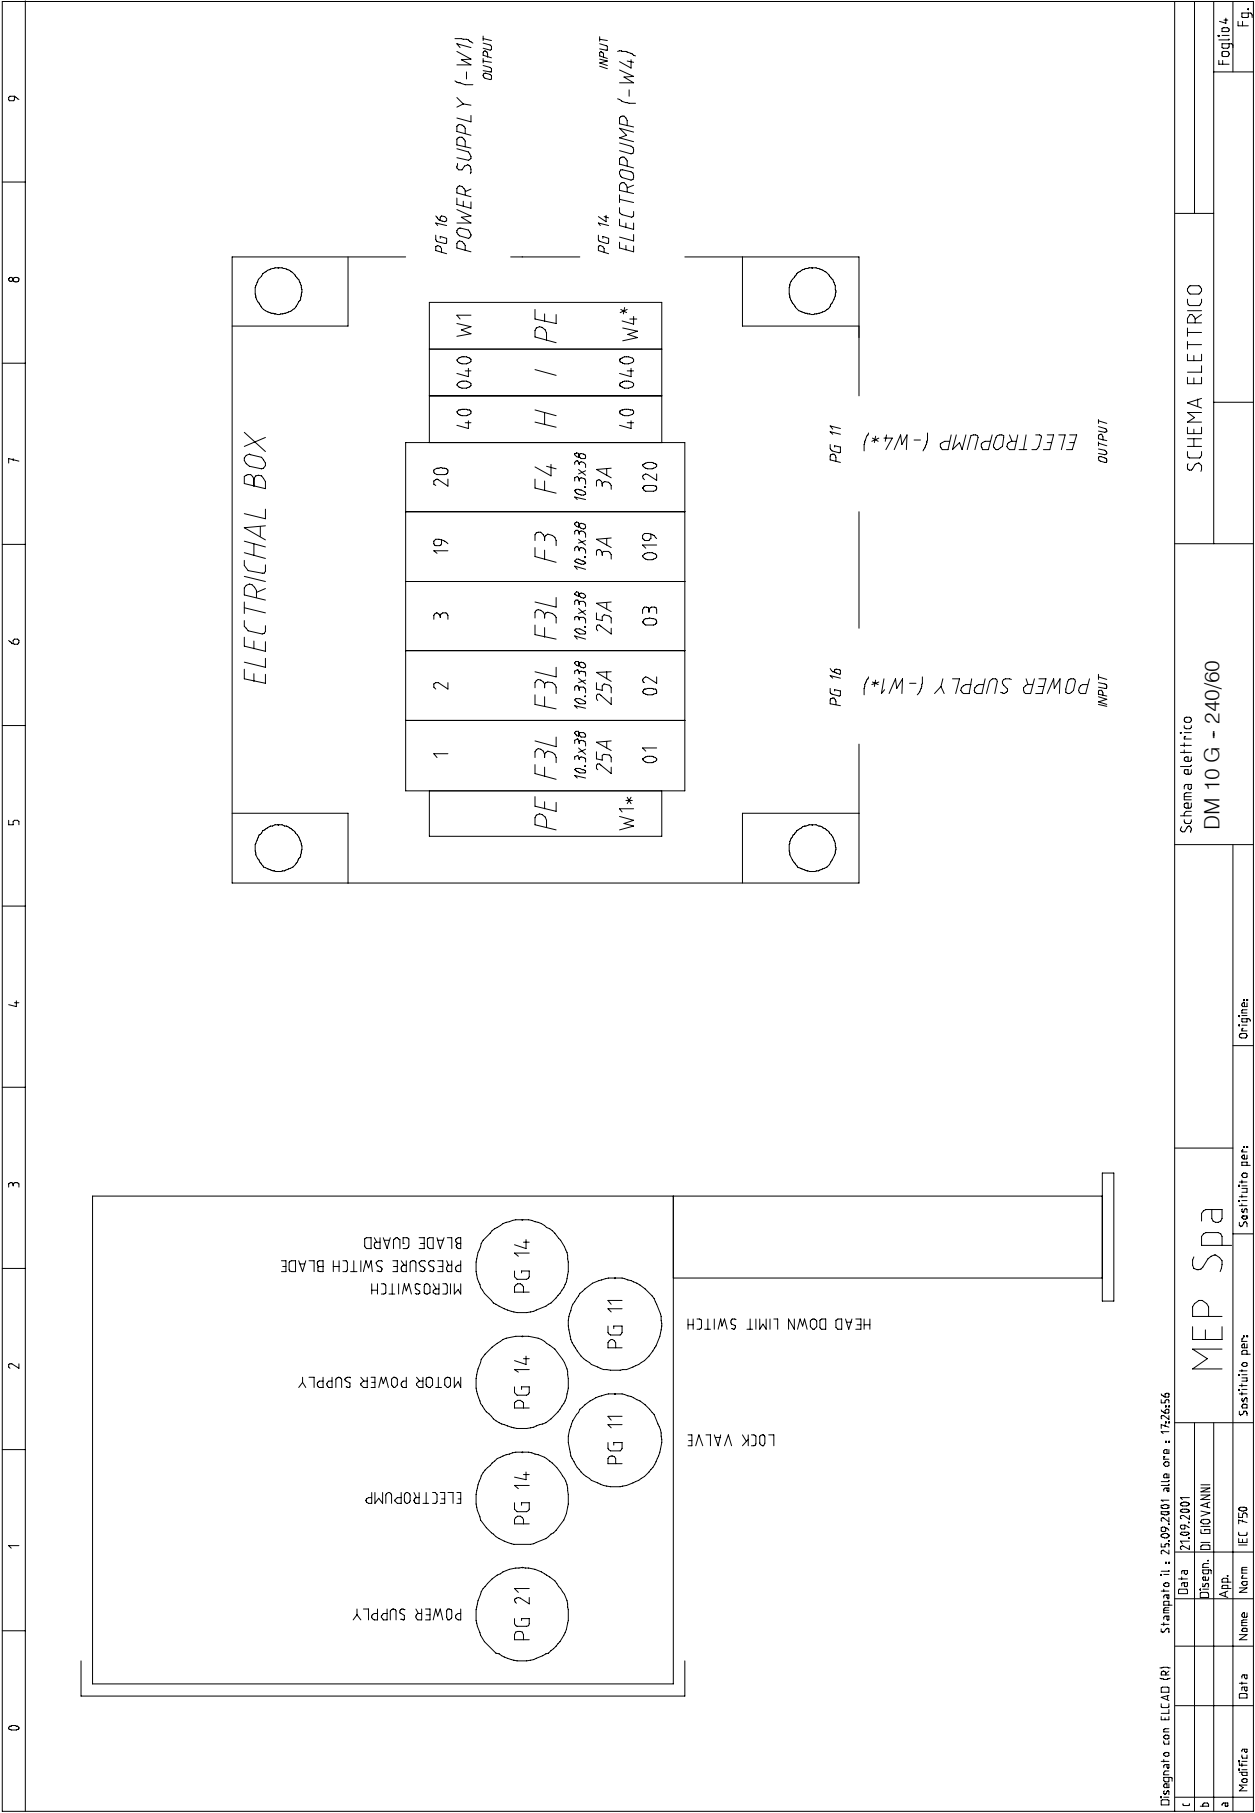 0 1 2 3 4 5 6 7 8 9
ELECTRICHAL BOX
PG 16
POWER SUPPLY (-W1)
OUTPUT
INPUT
PG 14
ELECTROPUMP (-W4)
1 2 3 19 20 40 040 W1
PE F3L F3L F3L F3 F4 H I PE
10.3x38 10.3x38 10.3x38 10.3x38 10.3x38
25A 25A 25A 3A 3A
W1* 01 02 03 019 020 40 040 W4*
PG 16
POWER SUPPLY (-W1*)
INPUT
PG 11
ELECTROPUMP (-W4*)
OUTPUT
POWER SUPPLY
ELECTROPUMP
MOTOR POWER SUPPLY
MICROSWITCH
PRESSURE SWITCH BLADE
BLADE GUARD
PG 21
PG 14
PG 14
PG 14
PG 11
PG 11
LOCK VALVE
HEAD DOWN LIMIT SWITCH
Disegnato con ELCAD (R) Stampato il : 25.09.2001 alle ore : 17:26:56
c
b
a
Modifica Data Nome
Data 21.09.2001
Disegn. DI GIOVANNI
App.
Norm IEC 750
MEP Spa
Sostituito per: Sostituito per: Origine:
Schema elettrico
DM 10 G - 240/60
SCHEMA ELETTRICO
Foglio4
Fg.